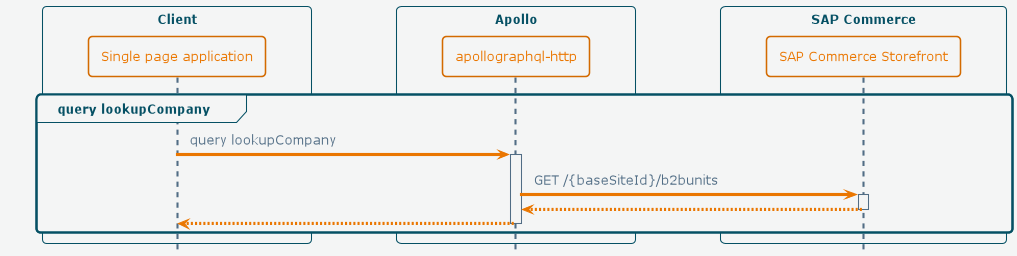 Client
Apollo
SAP Commerce
Single page application
apollographql-http
SAP Commerce Storefront
query lookupCompany
query lookupCompany
GET /{baseSiteId}/b2bunits